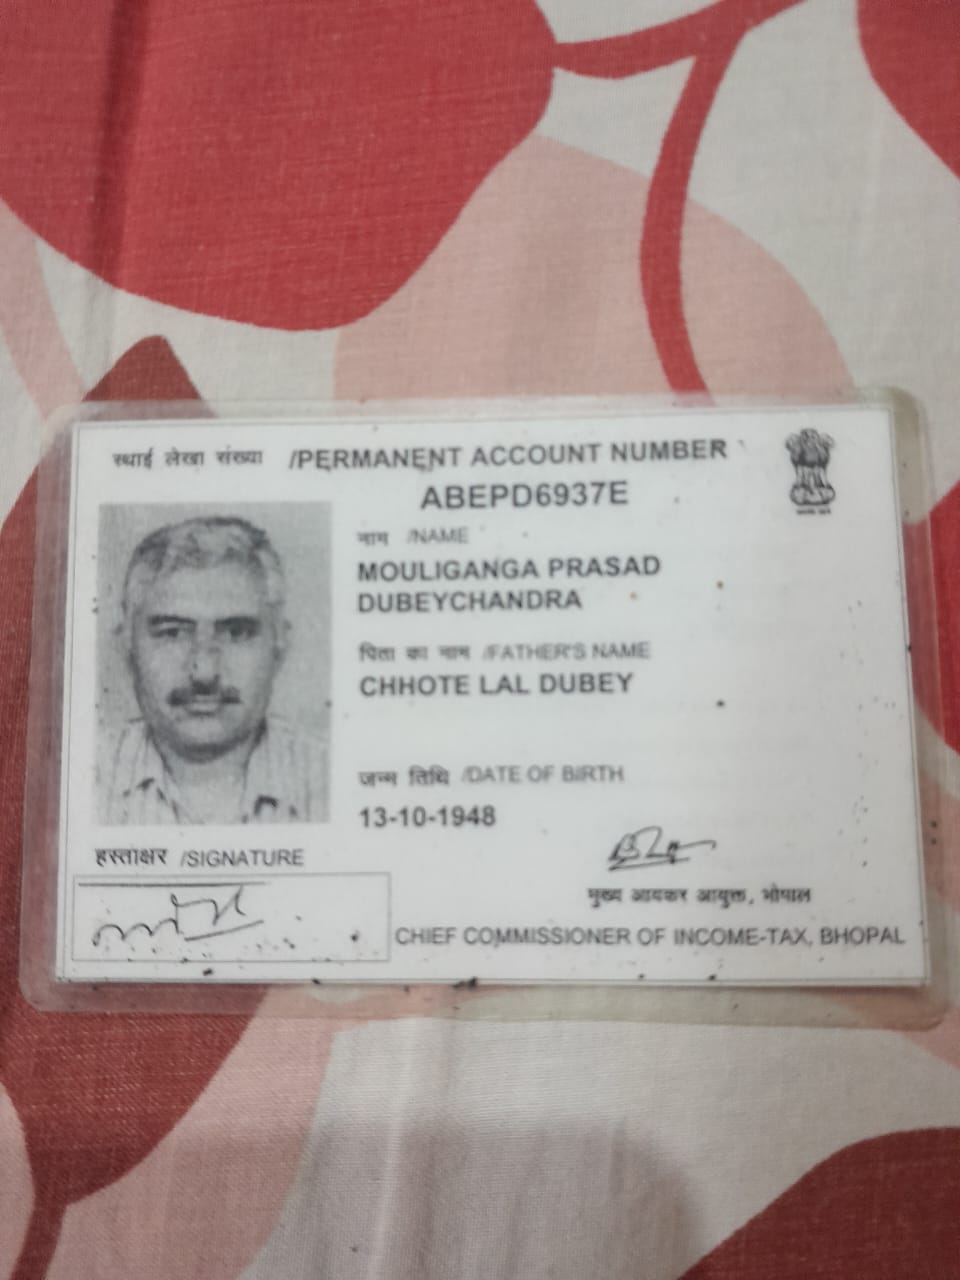 स्थाई लेखा संख्या /PERMANENT ACCOUNT NUMBER
ABEPD6937E
नाम /NAME
MOULIGANGA PRASAD
DUBEYCHANDRA
पिता का नाम /FATHER'S NAME
CHHOTE LAL DUBEY
जन्म तिथि /DATE OF BIRTH
13-10-1948
हस्ताक्षर /SIGNATURE
मुख्य आयकर आयुक्त, भोपाल
CHIEF COMMISSIONER OF INCOME-TAX, BHOPAL